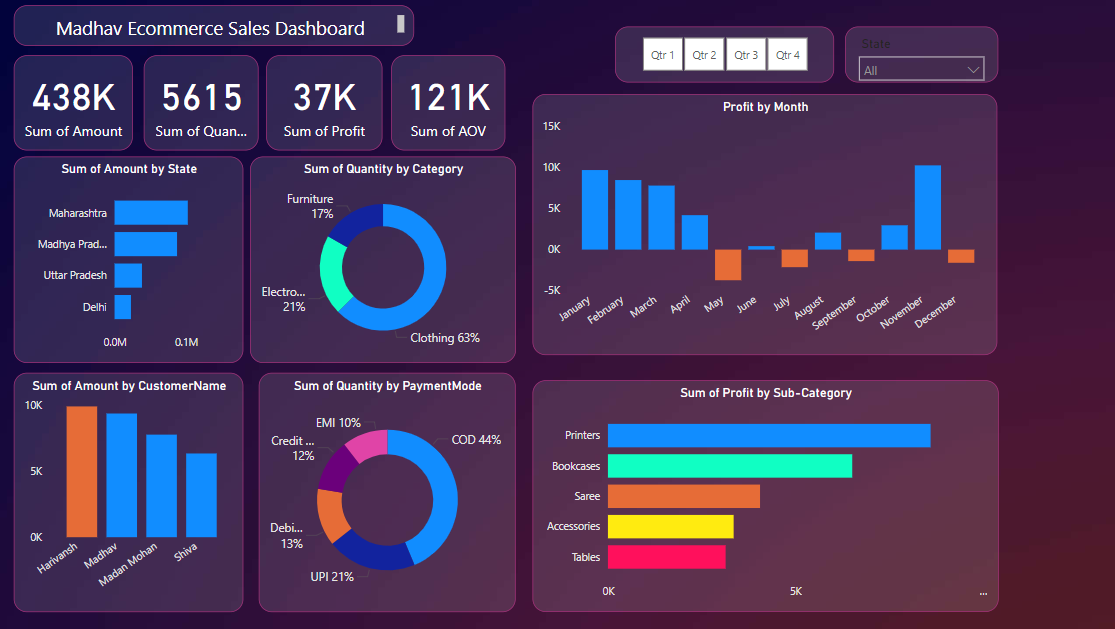 Madhav Ecommerce Sales Dashboard
Qtr 1 Qtr 2 Qtr 3 Qtr 4
State
All
438K
Sum of Amount
5615
Sum of Quan...
37K
Sum of Profit
121K
Sum of AOV
Sum of Amount by State
Maharashtra
Madhya Prad...
Uttar Pradesh
Delhi
0.0M 0.1M
Sum of Quantity by Category
Furniture
17%
Electro...
21%
Clothing 63%
Profit by Month
15K
10K
5K
0K
-5K
January February March April May June July August September October November December
Sum of Amount by CustomerName
10K
5K
0K
Harivansh Madhav Madan Mohan Shiva
Sum of Quantity by PaymentMode
EMI 10%
COD 44%
Credit ...
12%
Debi...
13%
UPI 21%
Sum of Profit by Sub-Category
Printers
Bookcases
Saree
Accessories
Tables
0K 5K ...